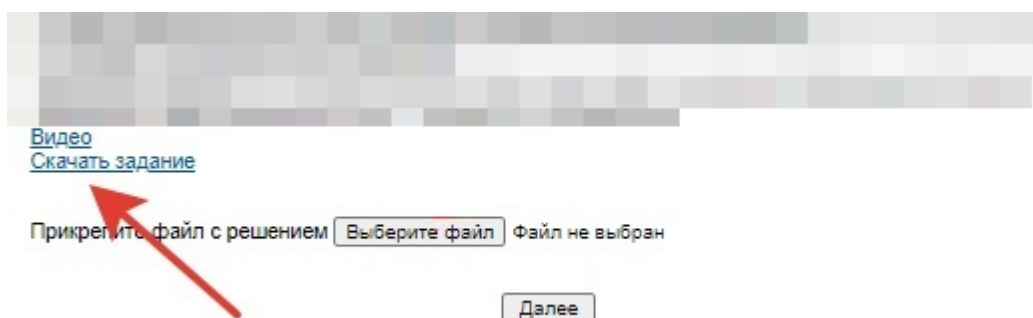 Видео
Скачать задание
Прикрепите файл с решением Выберите файл Файл не выбран
Далее